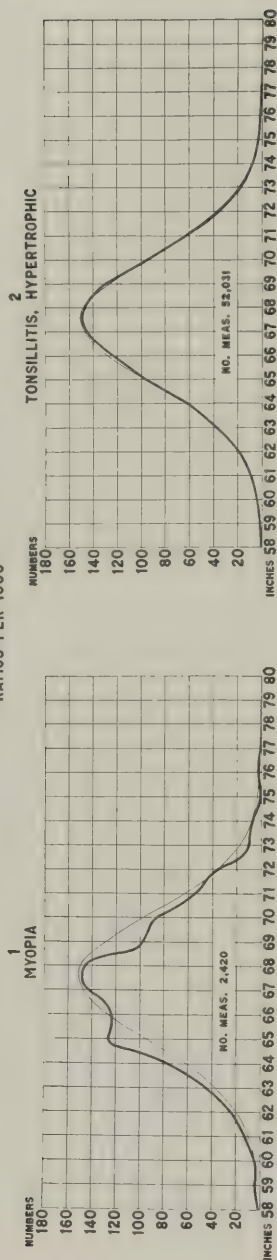 RATIOS PER 1000
1
MYOPIA
NUMBERS
180
160
140
120
100
80
60
40
20
NO. MEAS. 2,420
INCHES 58 59 60 61 62 63 64 65 66 67 68 69 70 71 72 73 74 75 76 77 78 79 80
2
TONSILLITIS, HYPERTROPHIC
NUMBERS
180
160
140
120
100
80
60
40
20
NO. MEAS. 52,031
INCHES 58 59 60 61 62 63 64 65 66 67 68 69 70 71 72 73 74 75 76 77 78 79 80